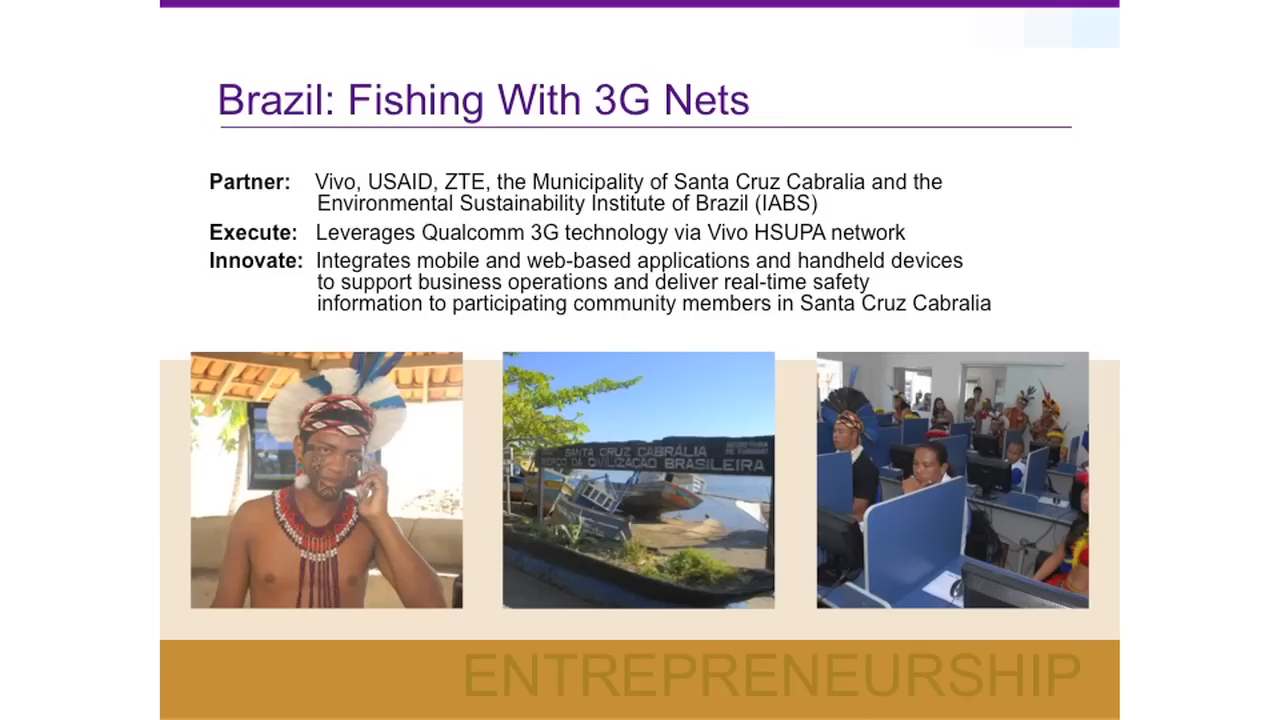 Brazil: Fishing With 3G Nets
Partner: Vivo, USAID, ZTE, the Municipality of Santa Cruz Cabralia and the
Environmental Sustainability Institute of Brazil (IABS)
Execute: Leverages Qualcomm 3G technology via Vivo HSUPA network
Innovate: Integrates mobile and web-based applications and handheld devices
to support business operations and deliver real-time safety
information to participating community members in Santa Cruz Cabralia
SANTA CRUZ CABRÁLIA
DA CIVILIZAÇÃO BRASILEIRA
ENTREPRENEURSHIP